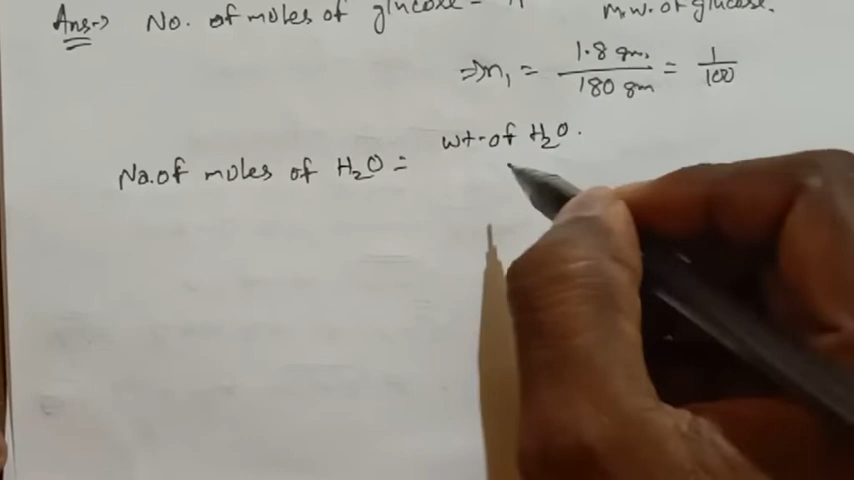 Ans:→ No. of moles of glucose = m.w. of glucose.
⇒ n₁ = 1.8 gm. / 180 gm = 1 / 100
No. of moles of H₂O = wt. of H₂O.